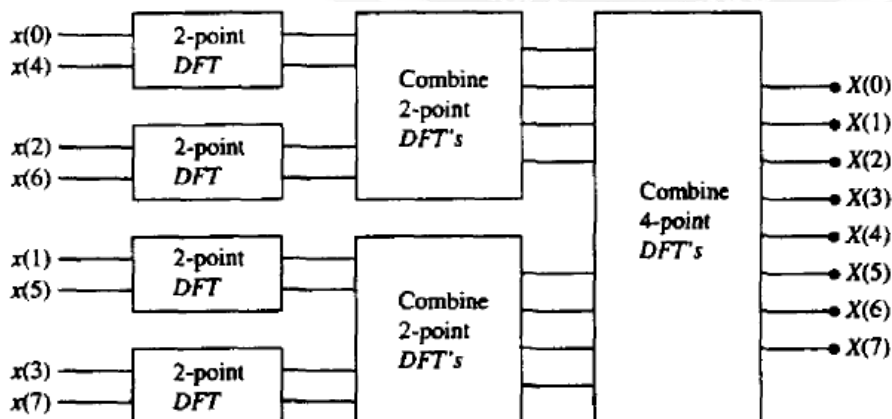 x(0)
x(4)
2-point
DFT
x(2)
x(6)
2-point
DFT
Combine
2-point
DFT's
x(1)
x(5)
2-point
DFT
x(3)
x(7)
2-point
DFT
Combine
2-point
DFT's
Combine
4-point
DFT's
X(0)
X(1)
X(2)
X(3)
X(4)
X(5)
X(6)
X(7)